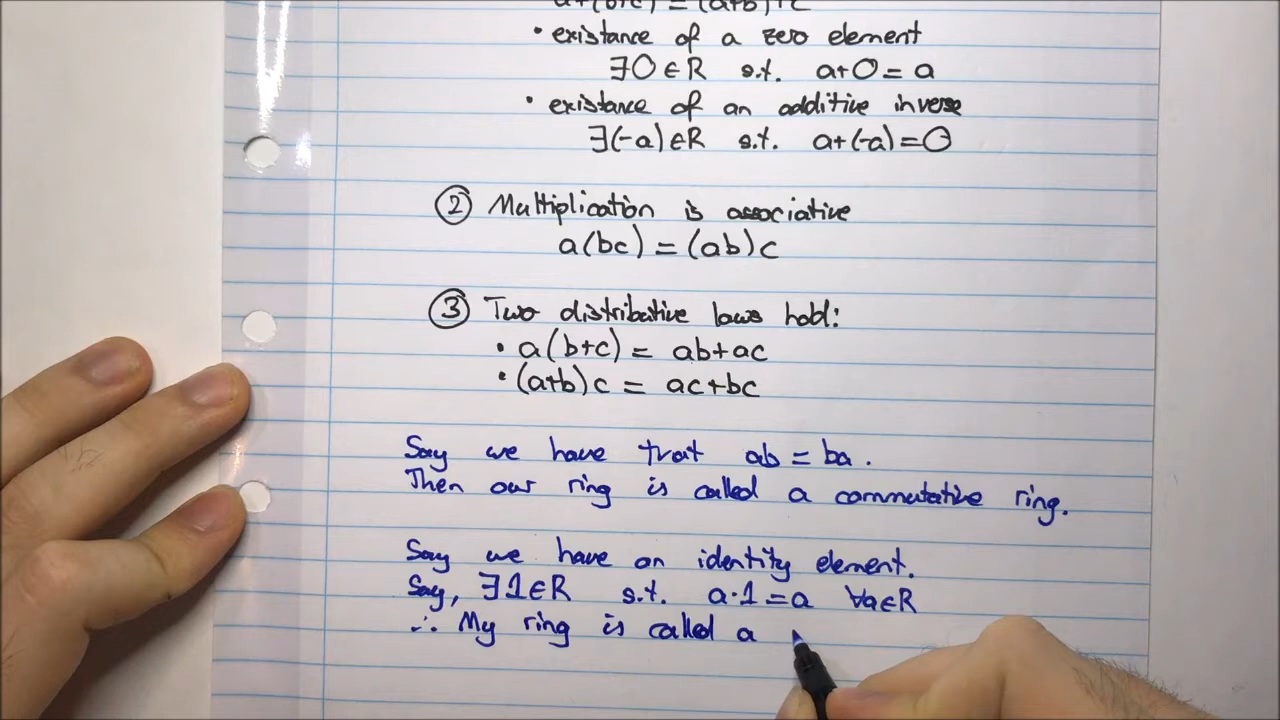 a+(b+c) = (a+b)+c
• existance of a zero element
∃0∈R s.t. a+0=a
• existance of an additive inverse
∃(-a)∈R s.t. a+(-a)=0
② Multiplication is associative
a(bc)=(ab)c
③ Two distributive laws hold:
• a(b+c) = ab+ac
• (a+b)c = ac+bc
Say we have that ab=ba.
Then our ring is called a commutative ring.
Say we have an identity element.
Say, ∃1∈R s.t. a·1=a ∀a∈R
∴ My ring is called a